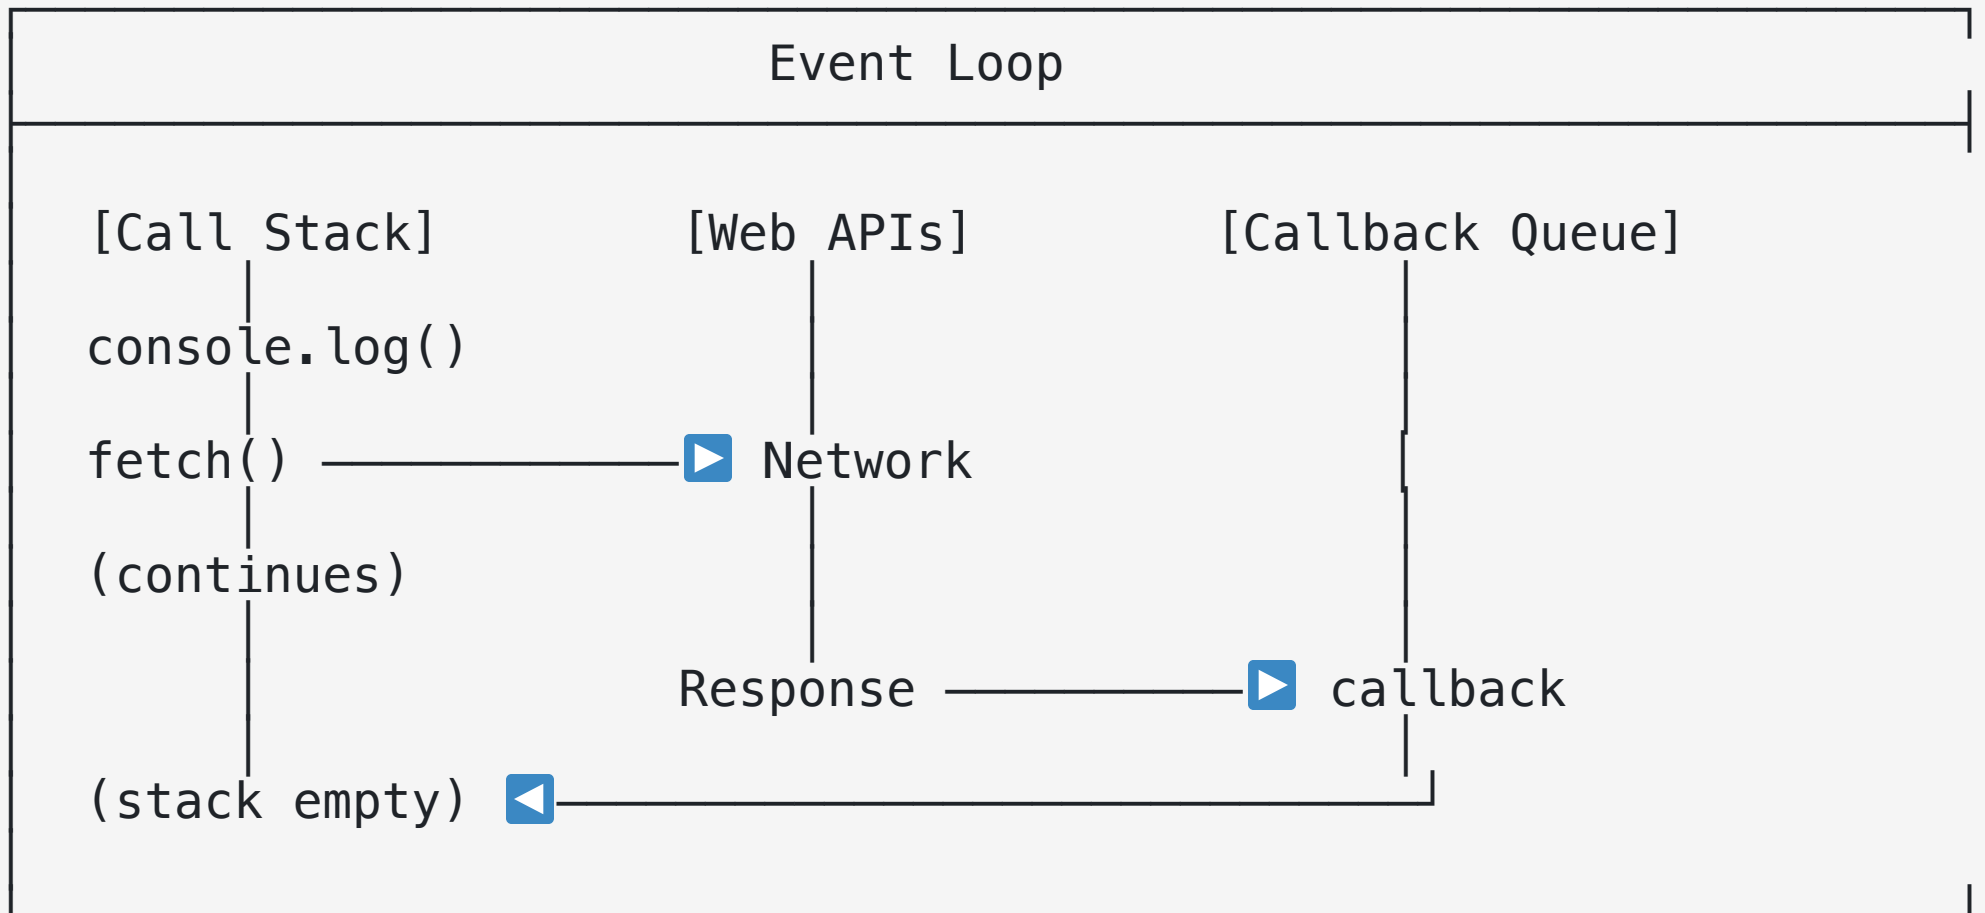 Event Loop
[Call Stack] [Web APIs] [Callback Queue]
console.log()
fetch() Network
(continues)
Response callback
(stack empty)